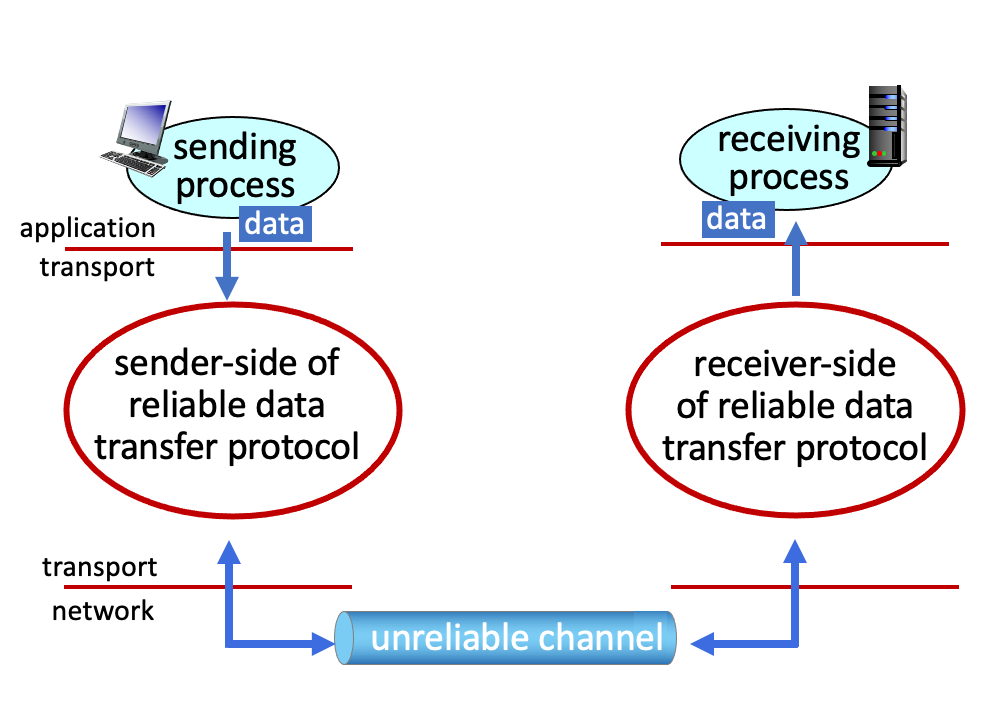 sending
process
data
application
transport
sender-side of
reliable data
transfer protocol
transport
network
receiving
process
data
receiver-side
of reliable data
transfer protocol
unreliable channel